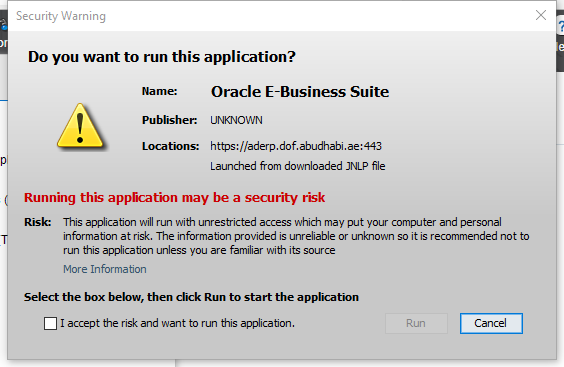 Security Warning
Do you want to run this application?
Name: Oracle E-Business Suite
Publisher: UNKNOWN
Locations: https://aderp.dof.abudhabi.ae:443
Launched from downloaded JNLP file
Running this application may be a security risk
Risk: This application will run with unrestricted access which may put your computer and personal
information at risk. The information provided is unreliable or unknown so it is recommended not to
run this application unless you are familiar with its source
More Information
Select the box below, then click Run to start the application
I accept the risk and want to run this application.
Run
Cancel